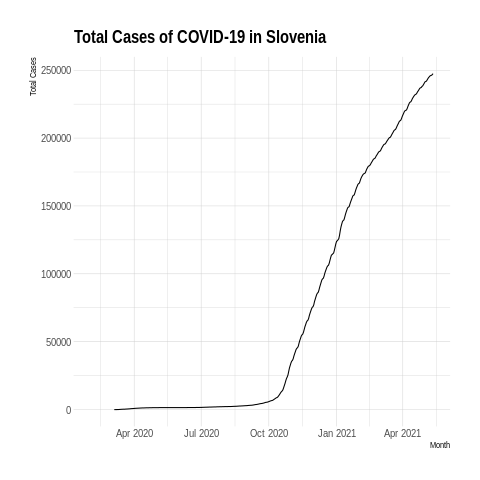 Total Cases of COVID-19 in Slovenia
Total Cases
250000
200000
150000
100000
50000
0
Apr 2020 Jul 2020 Oct 2020 Jan 2021 Apr 2021
Month